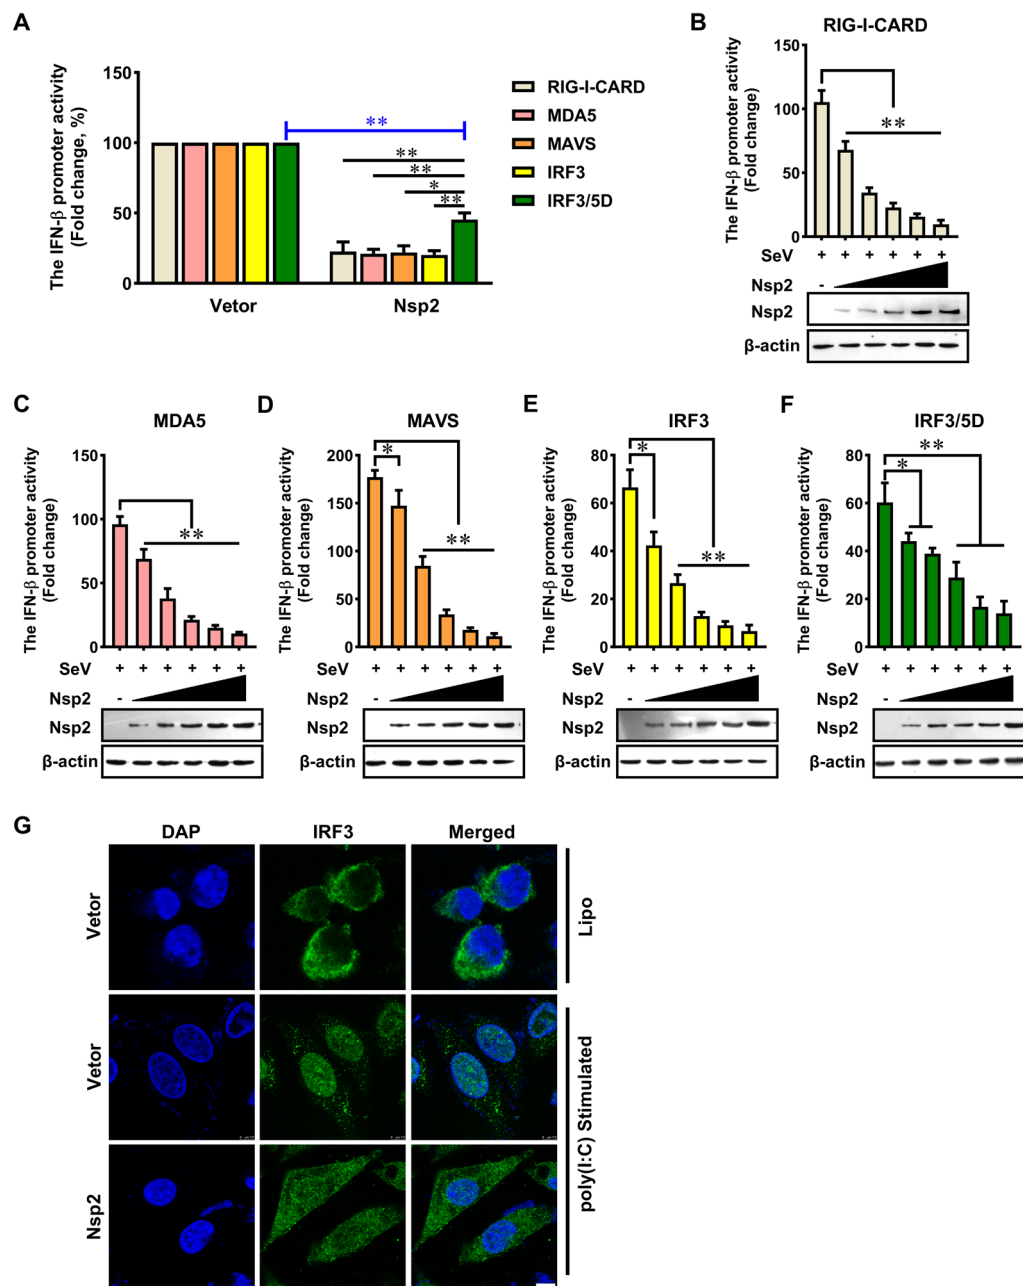 A
The IFN-β promoter activity
(Fold change, %)
150
100
50
0
**
**
**
*
**
Vetor
Nsp2
RIG-I-CARD
MDA5
MAVS
IRF3
IRF3/5D
B
RIG-I-CARD
The IFN-β promoter activity
(Fold change)
150
100
50
0
**
SeV + + + + + +
Nsp2 -
Nsp2
β-actin
C
MDA5
The IFN-β promoter activity
(Fold change)
150
100
50
0
**
SeV + + + + + +
Nsp2 -
Nsp2
β-actin
D
MAVS
The IFN-β promoter activity
(Fold change)
200
150
100
50
0
*
**
SeV + + + + + +
Nsp2 -
Nsp2
β-actin
E
IRF3
The IFN-β promoter activity
(Fold change)
80
60
40
20
0
*
**
SeV + + + + + +
Nsp2 -
Nsp2
β-actin
F
IRF3/5D
The IFN-β promoter activity
(Fold change)
80
60
40
20
0
**
*
SeV + + + + + +
Nsp2 -
Nsp2
β-actin
G
DAP
IRF3
Merged
Vetor
Lipo
Vetor
Nsp2
poly(I:C) Stimulated